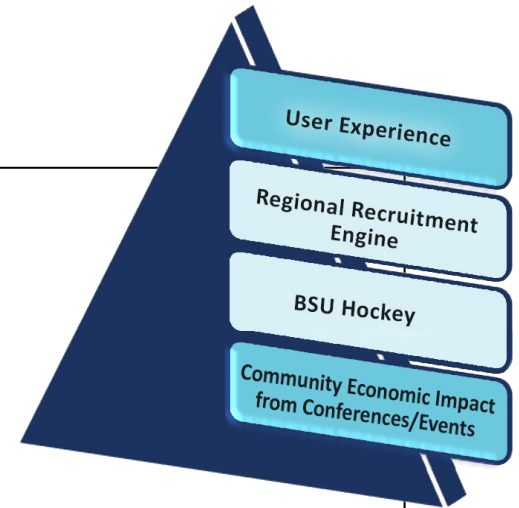 User Experience
Regional Recruitment
Engine
BSU Hockey
Community Economic Impact
from Conferences/Events